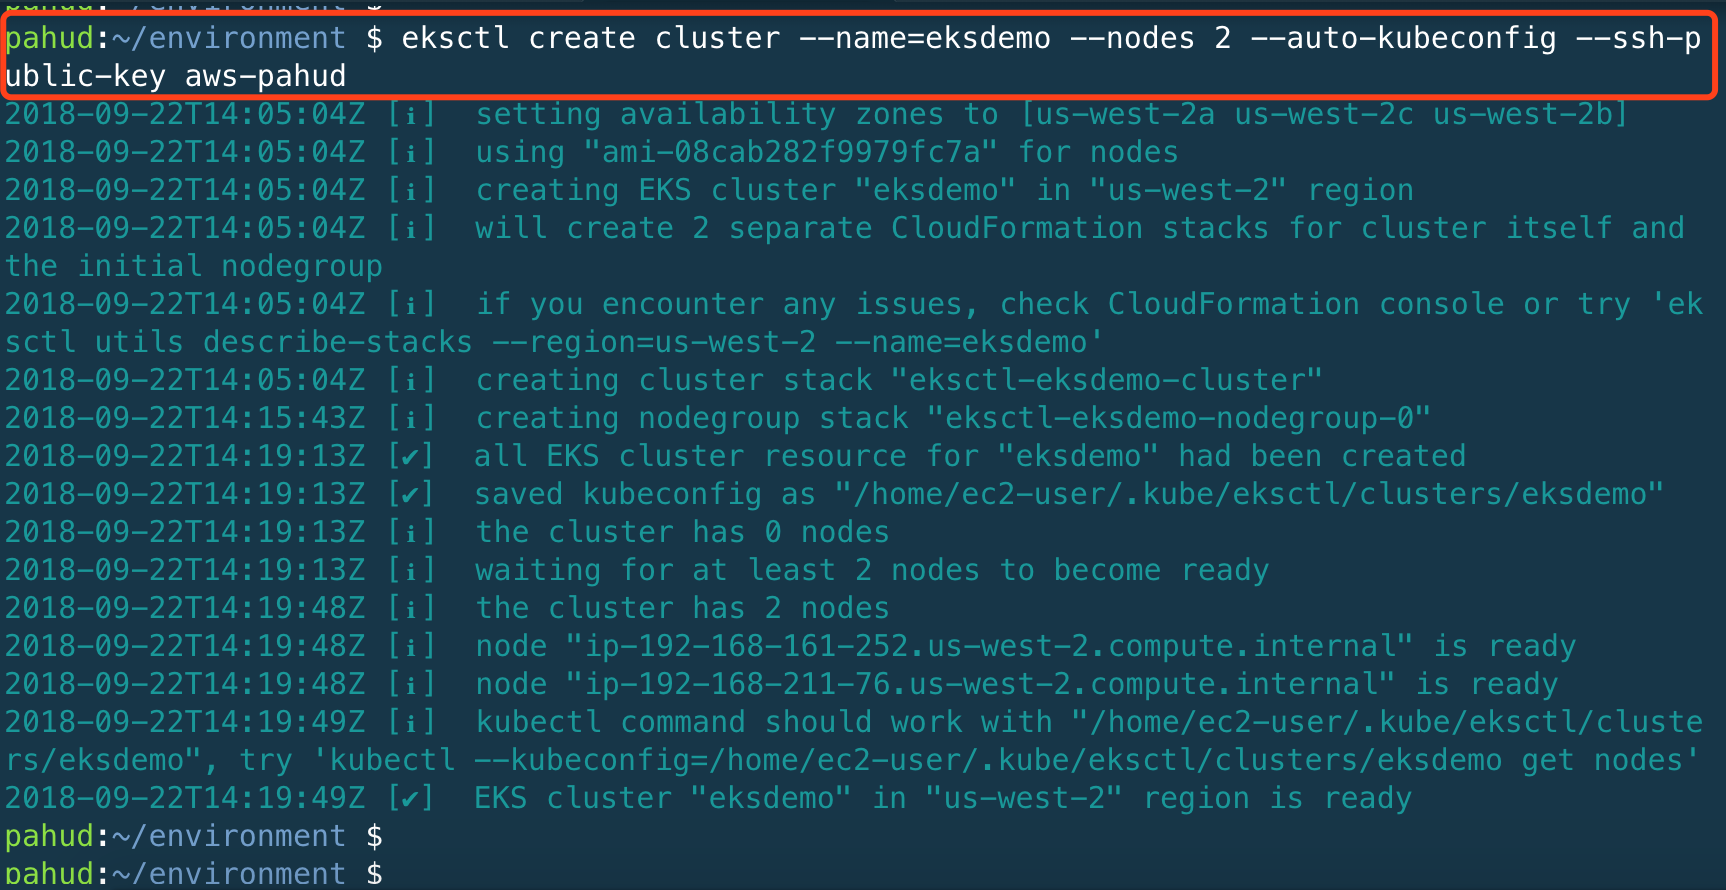 pahud:~/environment $
pahud:~/environment $ eksctl create cluster --name=eksdemo --nodes 2 --auto-kubeconfig --ssh-p
ublic-key aws-pahud
2018-09-22T14:05:04Z [ℹ]  setting availability zones to [us-west-2a us-west-2c us-west-2b]
2018-09-22T14:05:04Z [ℹ]  using "ami-08cab282f9979fc7a" for nodes
2018-09-22T14:05:04Z [ℹ]  creating EKS cluster "eksdemo" in "us-west-2" region
2018-09-22T14:05:04Z [ℹ]  will create 2 separate CloudFormation stacks for cluster itself and
the initial nodegroup
2018-09-22T14:05:04Z [ℹ]  if you encounter any issues, check CloudFormation console or try 'ek
sctl utils describe-stacks --region=us-west-2 --name=eksdemo'
2018-09-22T14:05:04Z [ℹ]  creating cluster stack "eksctl-eksdemo-cluster"
2018-09-22T14:15:43Z [ℹ]  creating nodegroup stack "eksctl-eksdemo-nodegroup-0"
2018-09-22T14:19:13Z [✔]  all EKS cluster resource for "eksdemo" had been created
2018-09-22T14:19:13Z [✔]  saved kubeconfig as "/home/ec2-user/.kube/eksctl/clusters/eksdemo"
2018-09-22T14:19:13Z [ℹ]  the cluster has 0 nodes
2018-09-22T14:19:13Z [ℹ]  waiting for at least 2 nodes to become ready
2018-09-22T14:19:48Z [ℹ]  the cluster has 2 nodes
2018-09-22T14:19:48Z [ℹ]  node "ip-192-168-161-252.us-west-2.compute.internal" is ready
2018-09-22T14:19:48Z [ℹ]  node "ip-192-168-211-76.us-west-2.compute.internal" is ready
2018-09-22T14:19:49Z [ℹ]  kubectl command should work with "/home/ec2-user/.kube/eksctl/cluste
rs/eksdemo", try 'kubectl --kubeconfig=/home/ec2-user/.kube/eksctl/clusters/eksdemo get nodes'
2018-09-22T14:19:49Z [✔]  EKS cluster "eksdemo" in "us-west-2" region is ready
pahud:~/environment $
pahud:~/environment $